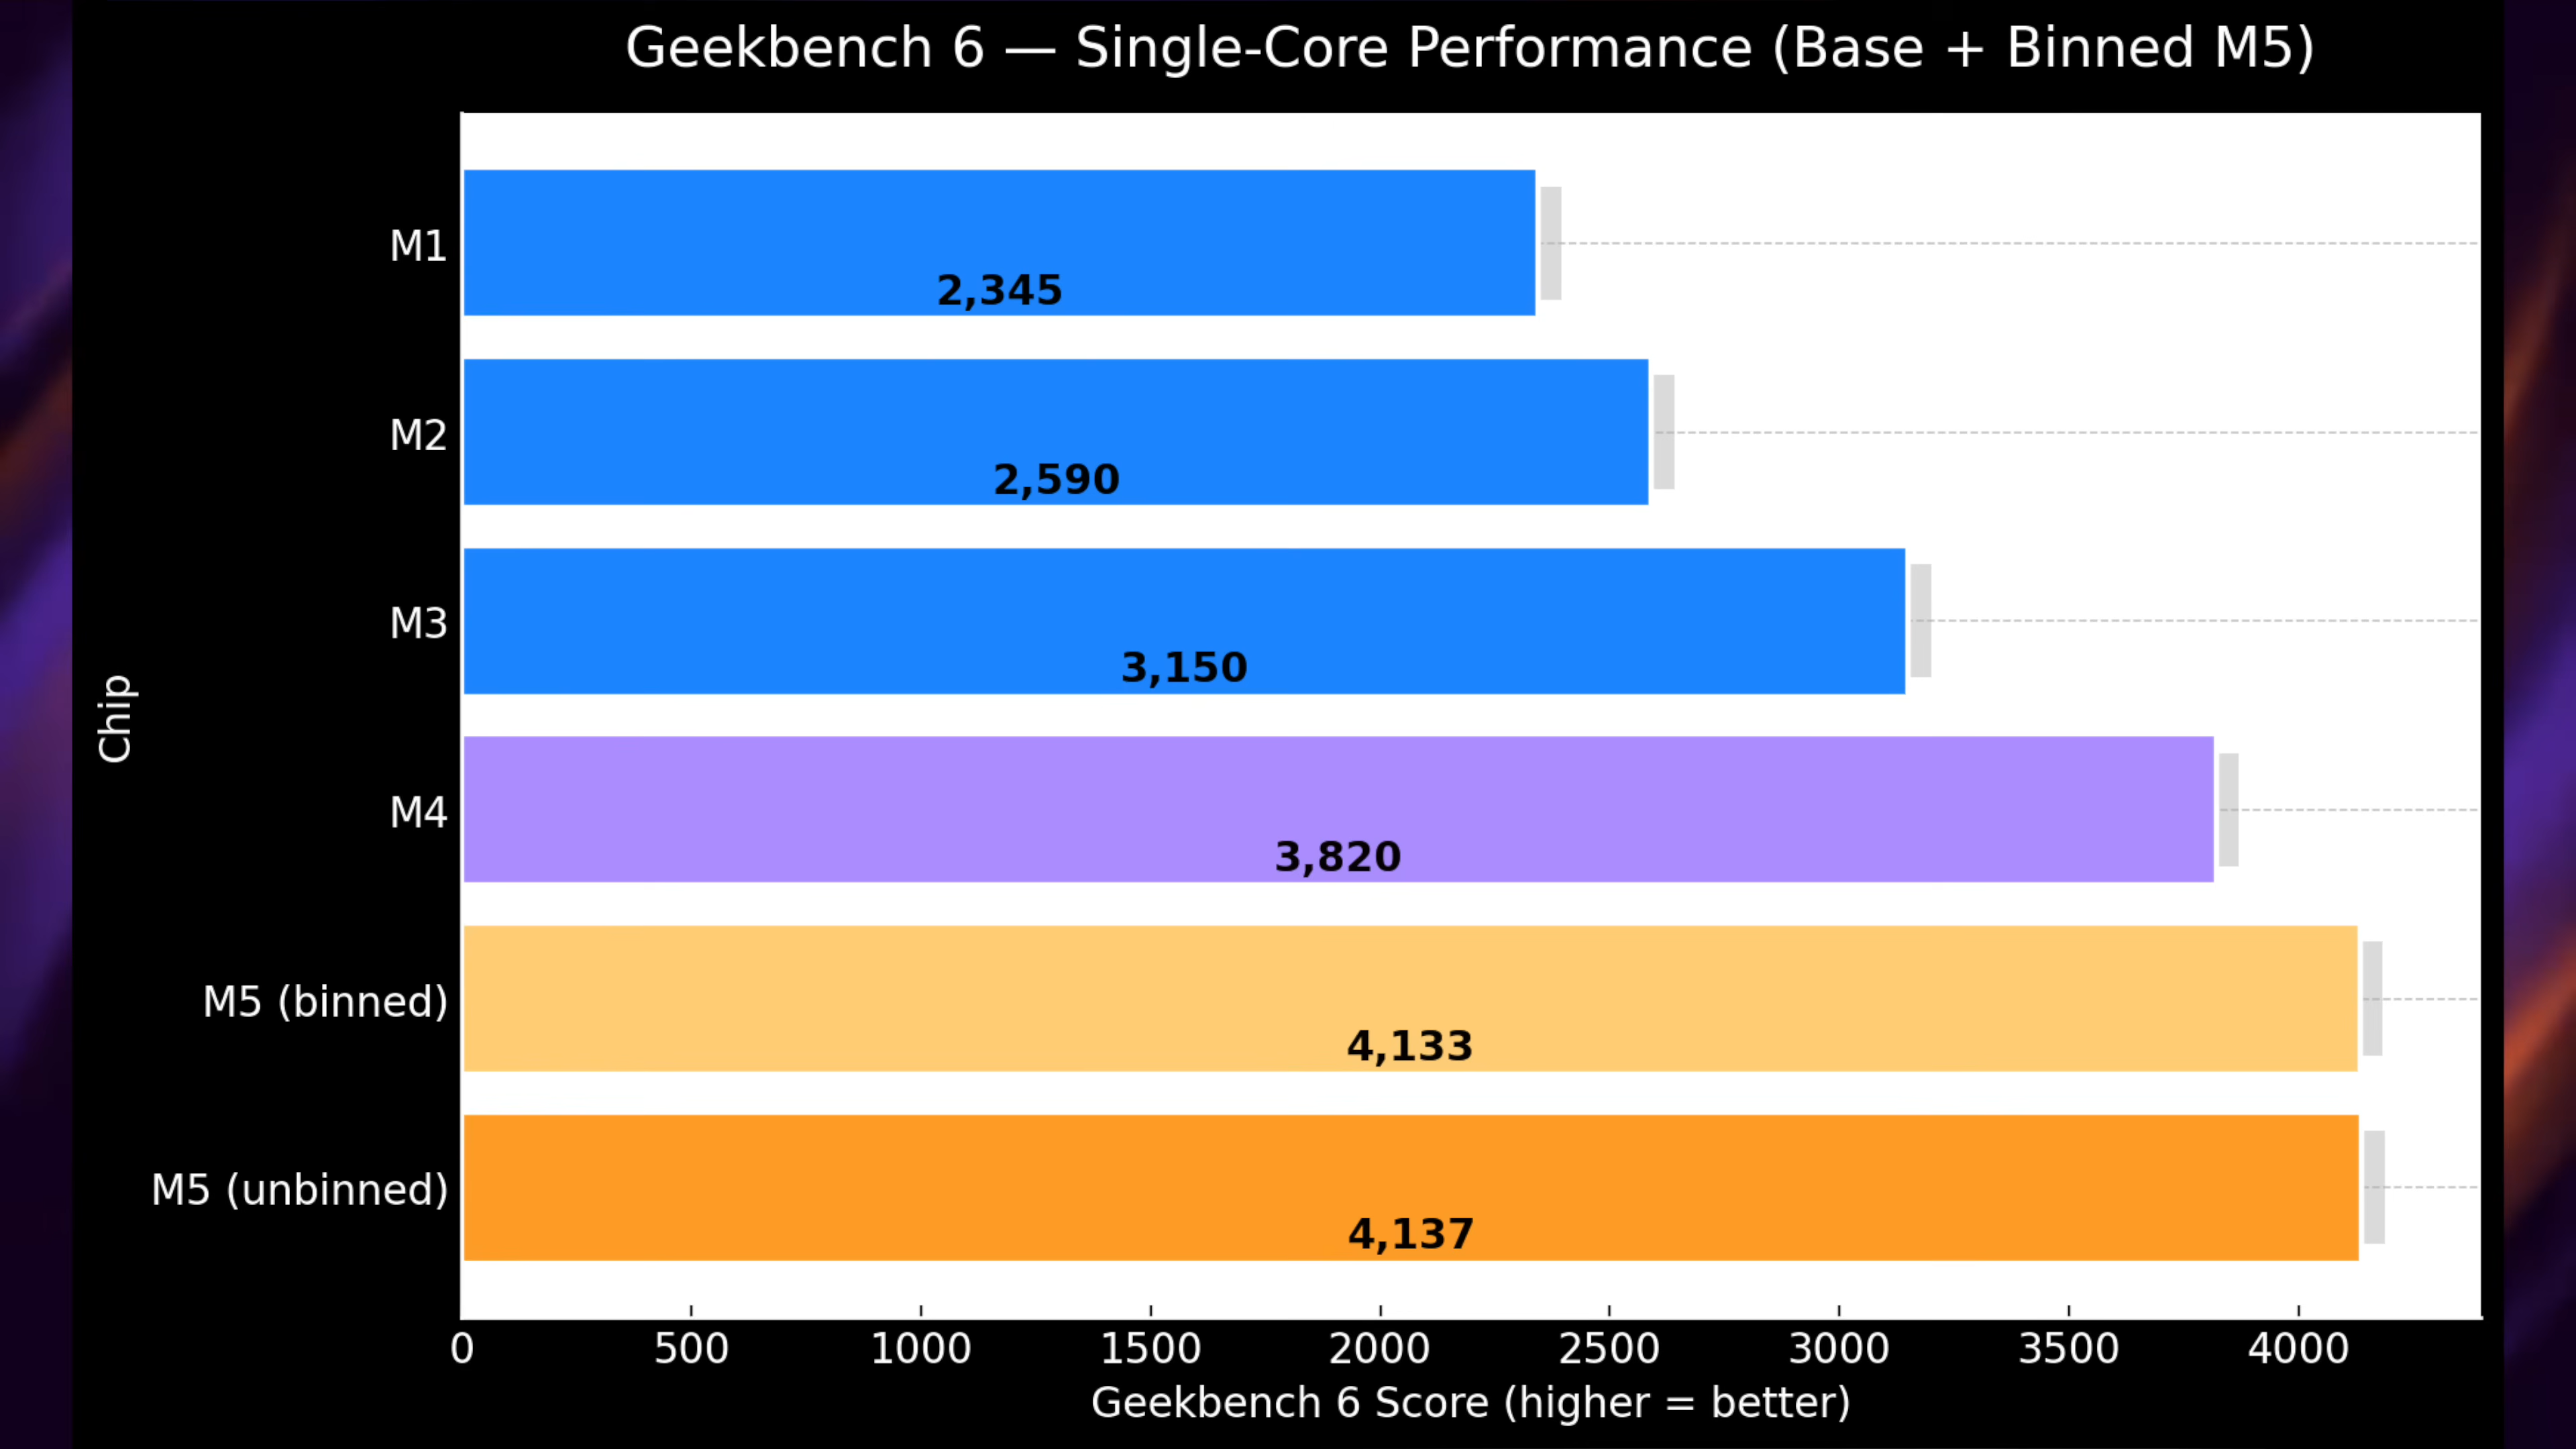 Geekbench 6 — Single-Core Performance (Base + Binned M5)
M1
2,345
M2
2,590
M3
3,150
Chip
M4
3,820
M5 (binned)
4,133
M5 (unbinned)
4,137
0 500 1000 1500 2000 2500 3000 3500 4000
Geekbench 6 Score (higher = better)